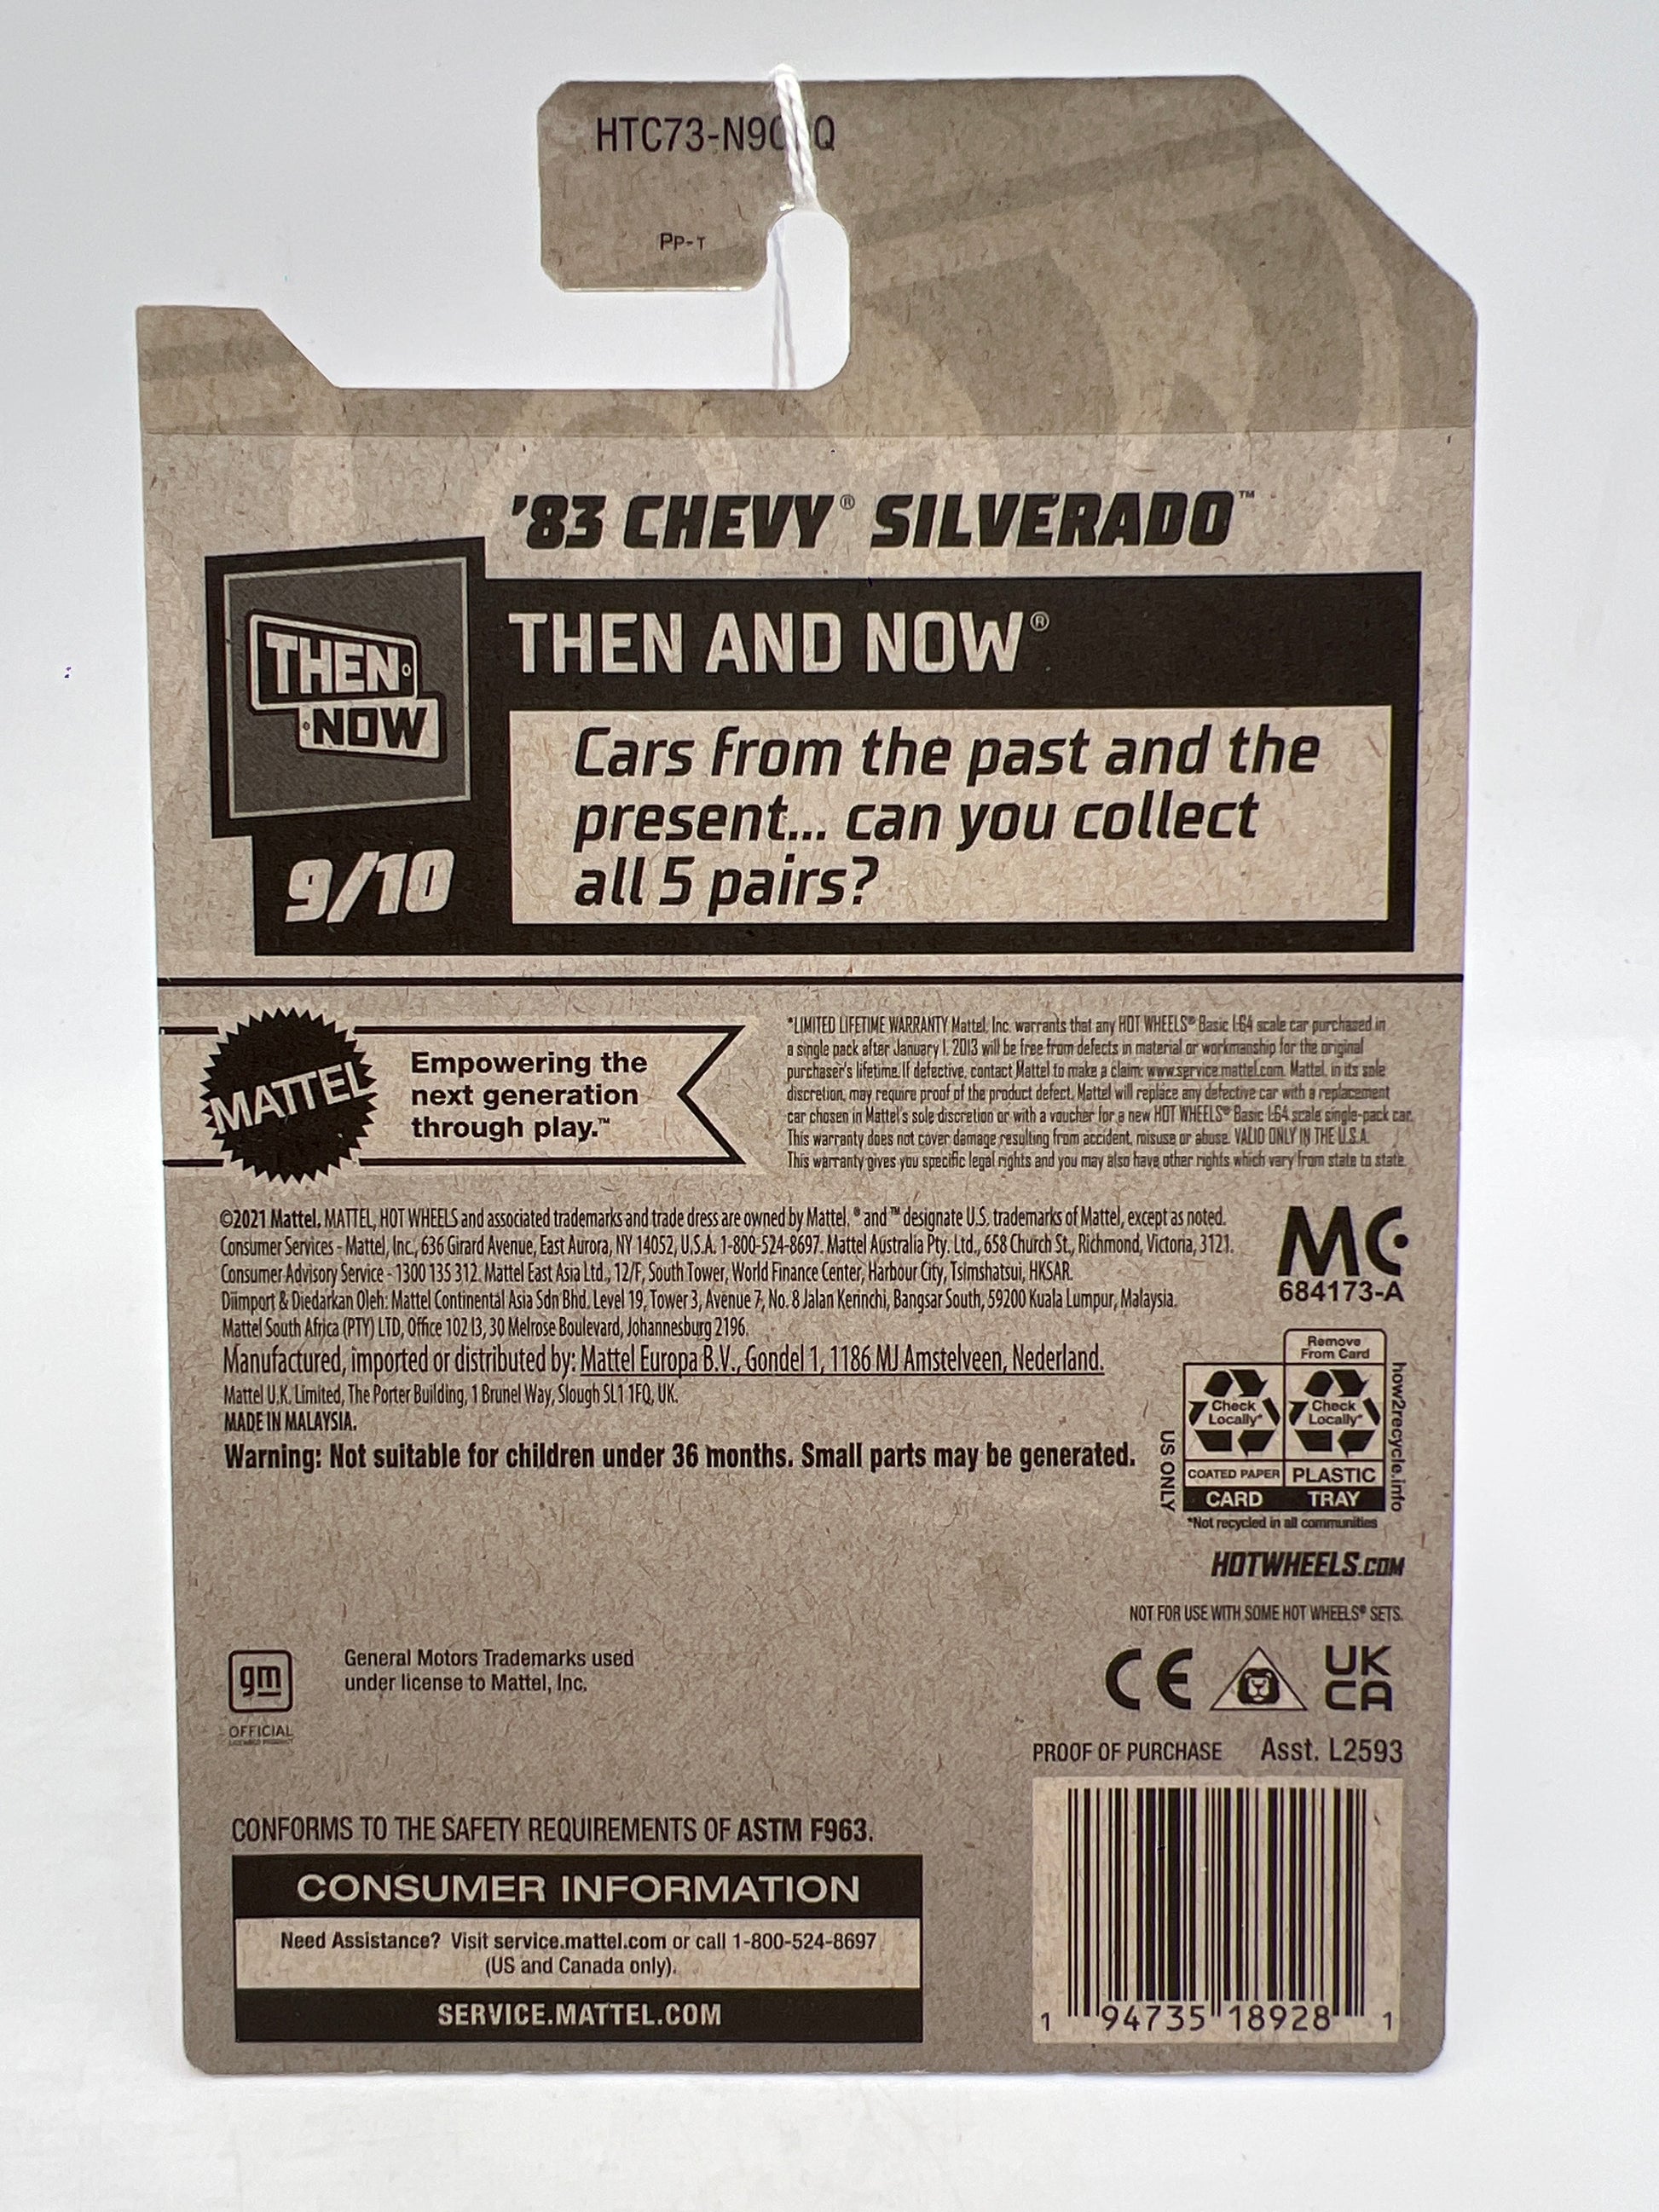 Pp-T
'83 CHEVY® SILVERADO™
THEN AND NOW®
THEN
NOW
Cars from the past and the
present... can you collect
all 5 pairs?
9/10
MATTEL
Empowering the
next generation
through play.™
*LIMITED LIFETIME WARRANTY Mattel, Inc. warrants that any HOT WHEELS® Basic 1:64 scale car purchased in
a single pack after January 1, 2013 will be free from defects in material or workmanship for the original
purchaser's lifetime. If defective, contact Mattel to make a claim: www.service.mattel.com. Mattel, in its sole
discretion, may require proof of the product defect. Mattel will replace any defective car with a replacement
car chosen in Mattel's sole discretion or with a voucher for a new HOT WHEELS® Basic 1:64 scale single-pack car.
This warranty does not cover damage resulting from accident, misuse or abuse. VALID ONLY IN THE U.S.A.
This warranty gives you specific legal rights and you may also have other rights which vary from state to state.
©2021 Mattel. MATTEL, HOT WHEELS and associated trademarks and trade dress are owned by Mattel. ® and ™ designate U.S. trademarks of Mattel, except as noted.
Consumer Services - Mattel, Inc., 636 Girard Avenue, East Aurora, NY 14052, U.S.A. 1-800-524-8697. Mattel Australia Pty. Ltd., 658 Church St., Richmond, Victoria, 3121.
Consumer Advisory Service - 1300 135 312. Mattel East Asia Ltd., 12/F, South Tower, World Finance Center, Harbour City, Tsimshatsui, HKSAR.
Diimport & Diedarkan Oleh: Mattel Continental Asia Sdn Bhd. Level 19, Tower 3, Avenue 7, No. 8 Jalan Kerinchi, Bangsar South, 59200 Kuala Lumpur, Malaysia.
Mattel South Africa (PTY) LTD, Office 102 I3, 30 Melrose Boulevard, Johannesburg 2196.
Manufactured, imported or distributed by: Mattel Europa B.V., Gondel 1, 1186 MJ Amstelveen, Nederland.
Mattel U.K. Limited, The Porter Building, 1 Brunel Way, Slough SL1 1FQ, UK.
MADE IN MALAYSIA.
Warning: Not suitable for children under 36 months. Small parts may be generated.
MC
684173-A
Remove
From Card
Check
Locally*
Check
Locally*
COATED PAPER
PLASTIC
CARD
TRAY
US ONLY
how2recycle.info
*Not recycled in all communities
HOTWHEELS.COM
NOT FOR USE WITH SOME HOT WHEELS® SETS.
gm
OFFICIAL
LICENSED PRODUCT
General Motors Trademarks used
under license to Mattel, Inc.
CE
UK
CA
PROOF OF PURCHASE Asst. L2593
CONFORMS TO THE SAFETY REQUIREMENTS OF ASTM F963.
CONSUMER INFORMATION
Need Assistance? Visit service.mattel.com or call 1-800-524-8697
(US and Canada only).
SERVICE.MATTEL.COM
1 94735 18928 1